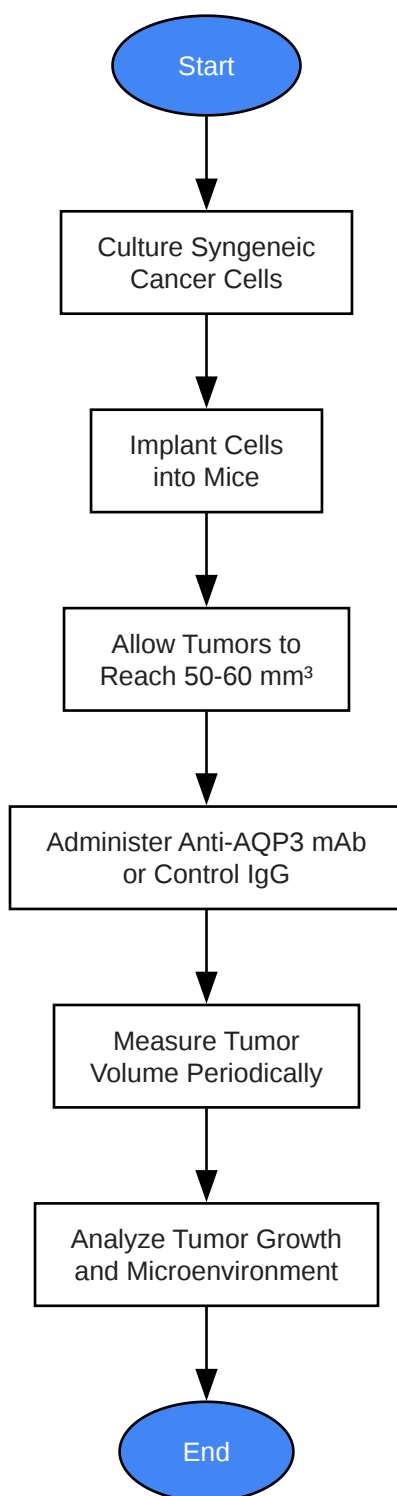 Start
Culture Syngeneic
Cancer Cells
Implant Cells
into Mice
Allow Tumors to
Reach 50-60 mm³
Administer Anti-AQP3 mAb
or Control IgG
Measure Tumor
Volume Periodically
Analyze Tumor Growth
and Microenvironment
End